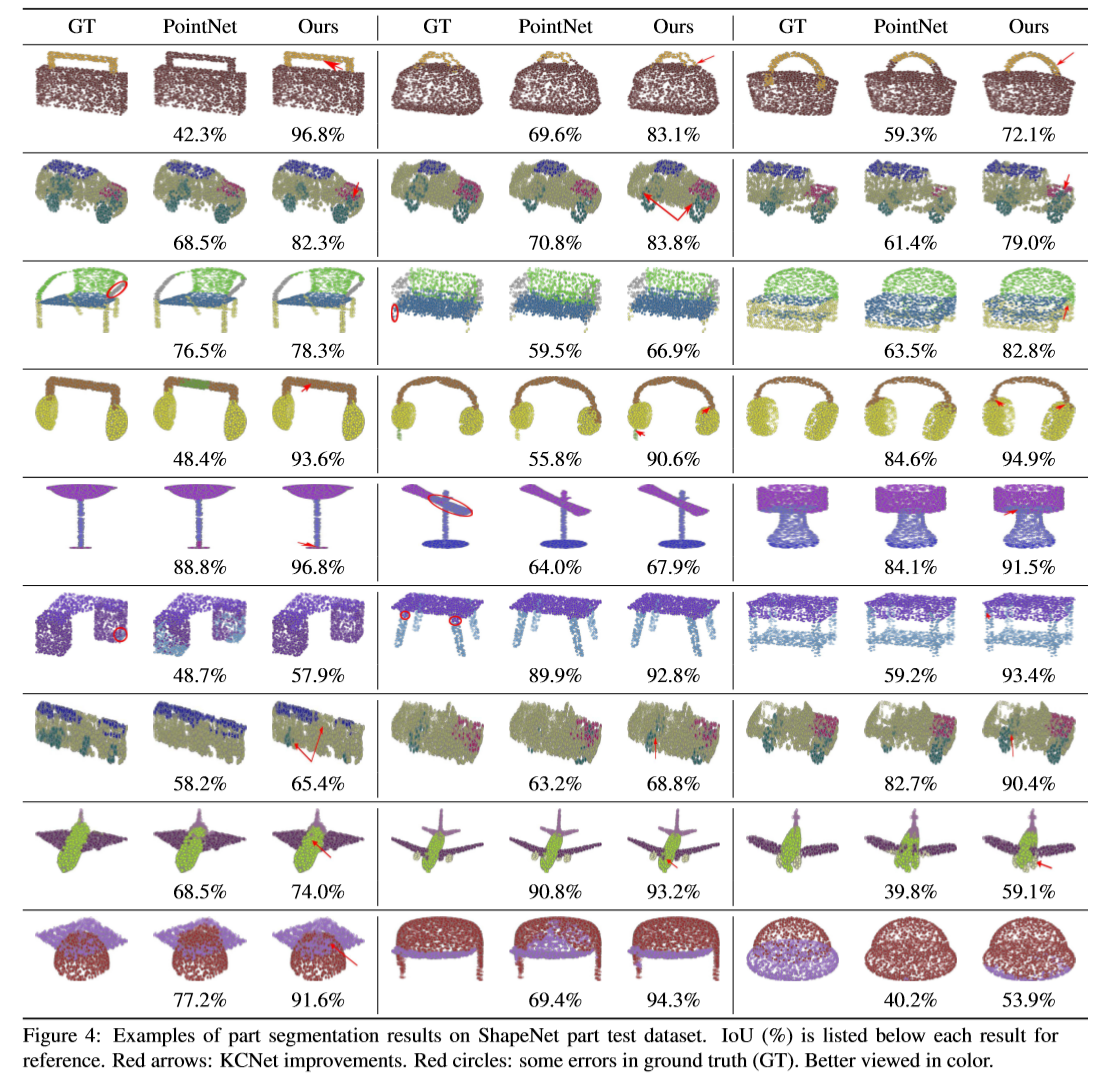 GT PointNet Ours GT PointNet Ours GT PointNet Ours
42.3% 96.8% 69.6% 83.1% 59.3% 72.1%
68.5% 82.3% 70.8% 83.8% 61.4% 79.0%
76.5% 78.3% 59.5% 66.9% 63.5% 82.8%
48.4% 93.6% 55.8% 90.6% 84.6% 94.9%
88.8% 96.8% 64.0% 67.9% 84.1% 91.5%
48.7% 57.9% 89.9% 92.8% 59.2% 93.4%
58.2% 65.4% 63.2% 68.8% 82.7% 90.4%
68.5% 74.0% 90.8% 93.2% 39.8% 59.1%
77.2% 91.6% 69.4% 94.3% 40.2% 53.9%
Figure 4: Examples of part segmentation results on ShapeNet part test dataset. IoU (%) is listed below each result for
reference. Red arrows: KCNet improvements. Red circles: some errors in ground truth (GT). Better viewed in color.